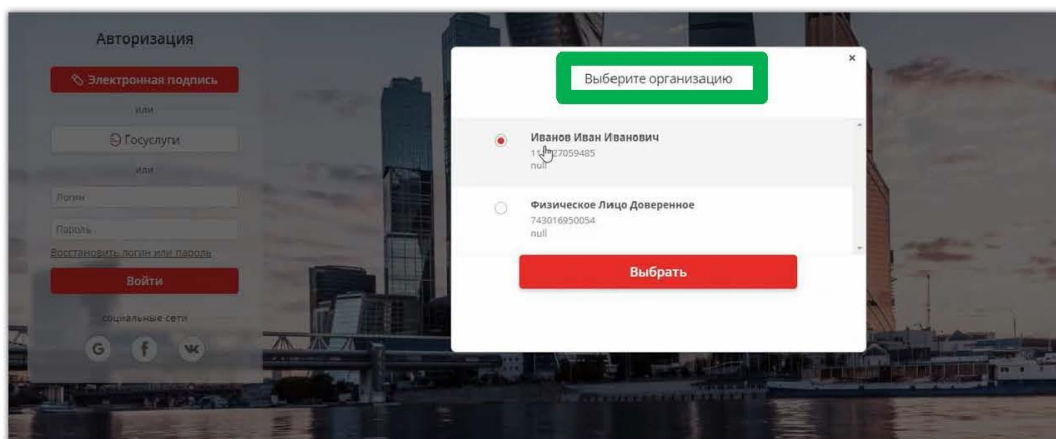 Авторизация
Электронная подпись
или
Госуслуги
или
Логин
Пароль
Восстановить логин или пароль
Войти
социальные сети
G f
Выберите организацию
×
Иванов Иван Иванович
null
Физическое Лицо Доверенное
743016950054
null
Выбрать